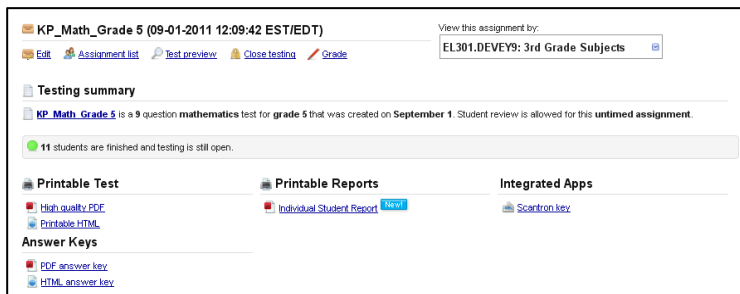 KP_Math_Grade 5 (09-01-2011 12:09:42 EST/EDT)
View this assignment by:
EL301.DEVEY9: 3rd Grade Subjects
Edit Assignment list Test preview Close testing Grade
Testing summary
KP_Math_Grade 5 is a 9 question mathematics test for grade 5 that was created on September 1. Student review is allowed for this untimed assignment.
11 students are finished and testing is still open.
Printable Test
High quality PDF
Printable HTML
Printable Reports
Individual Student Report New!
Integrated Apps
Scantron key
Answer Keys
PDF answer key
HTML answer key